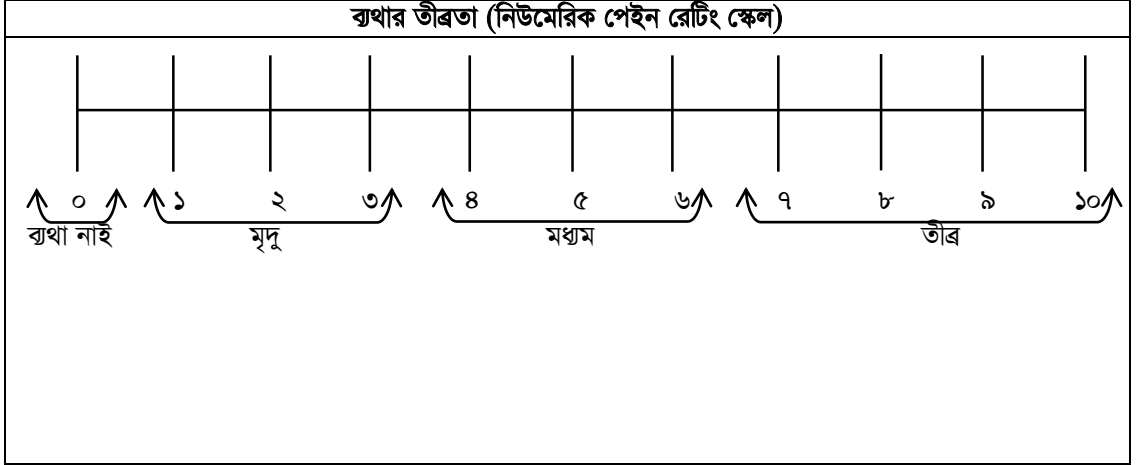 ব্যথার তীব্রতা (নিউমেরিক পেইন রেটিং স্কেল)
০ ১ ২ ৩ ৪ ৫ ৬ ৭ ৮ ৯ ১০
ব্যথা নাই মৃদু মধ্যম তীব্র